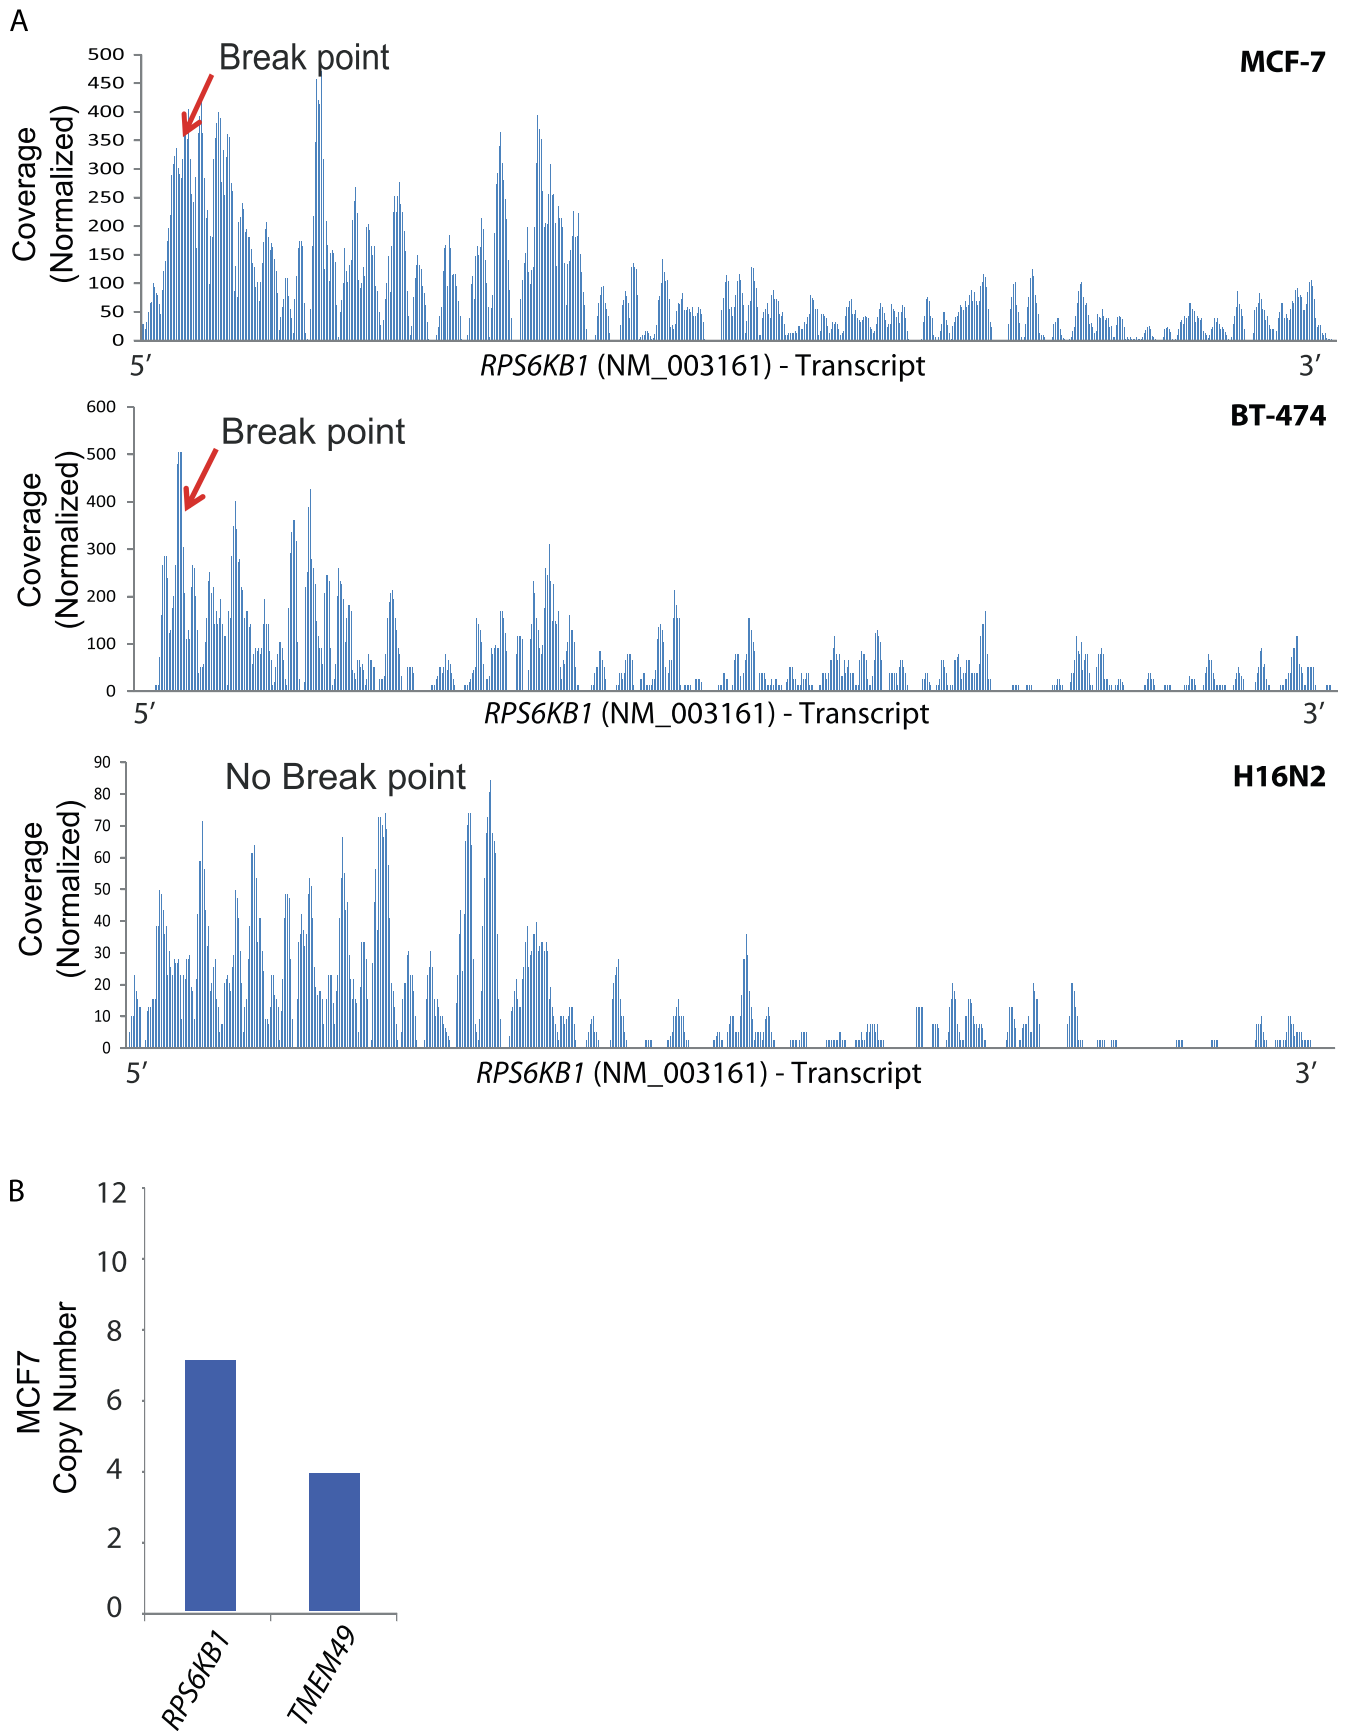 A
Break point
MCF-7
Coverage
(Normalized)
500
450
400
350
300
250
200
150
100
50
0
5′
RPS6KB1 (NM_003161) - Transcript
3′
Break point
BT-474
Coverage
(Normalized)
600
500
400
300
200
100
0
5′
RPS6KB1 (NM_003161) - Transcript
3′
No Break point
H16N2
Coverage
(Normalized)
90
80
70
60
50
40
30
20
10
0
5′
RPS6KB1 (NM_003161) - Transcript
3′
B
MCF7
Copy Number
12
10
8
6
4
2
0
RPS6KB1
TMEM49